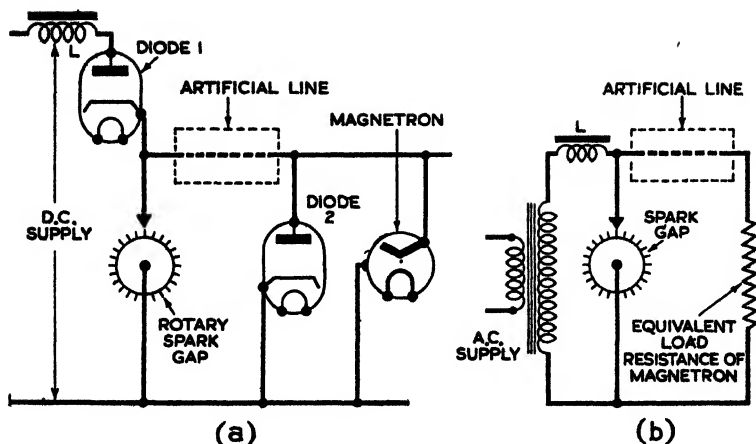 L
DIODE 1
ARTIFICIAL LINE
MAGNETRON
D.C.
SUPPLY
DIODE
2
ROTARY
SPARK
GAP
(a)
ARTIFICIAL LINE
L
SPARK
GAP
A.C.
SUPPLY
EQUIVALENT
LOAD
RESISTANCE OF
MAGNETRON
(b)